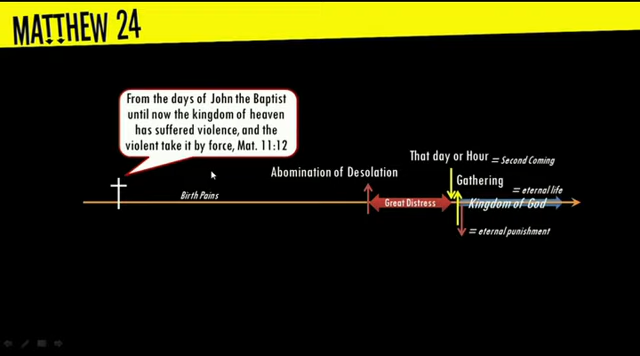 MATTHEW 24
From the days of John the Baptist
until now the kingdom of heaven
has suffered violence, and the
violent take it by force, Mat. 11:12
That day or Hour = Second Coming
Abomination of Desolation
Gathering
= eternal life
Birth Pains
Great Distress
Kingdom of God
= eternal punishment